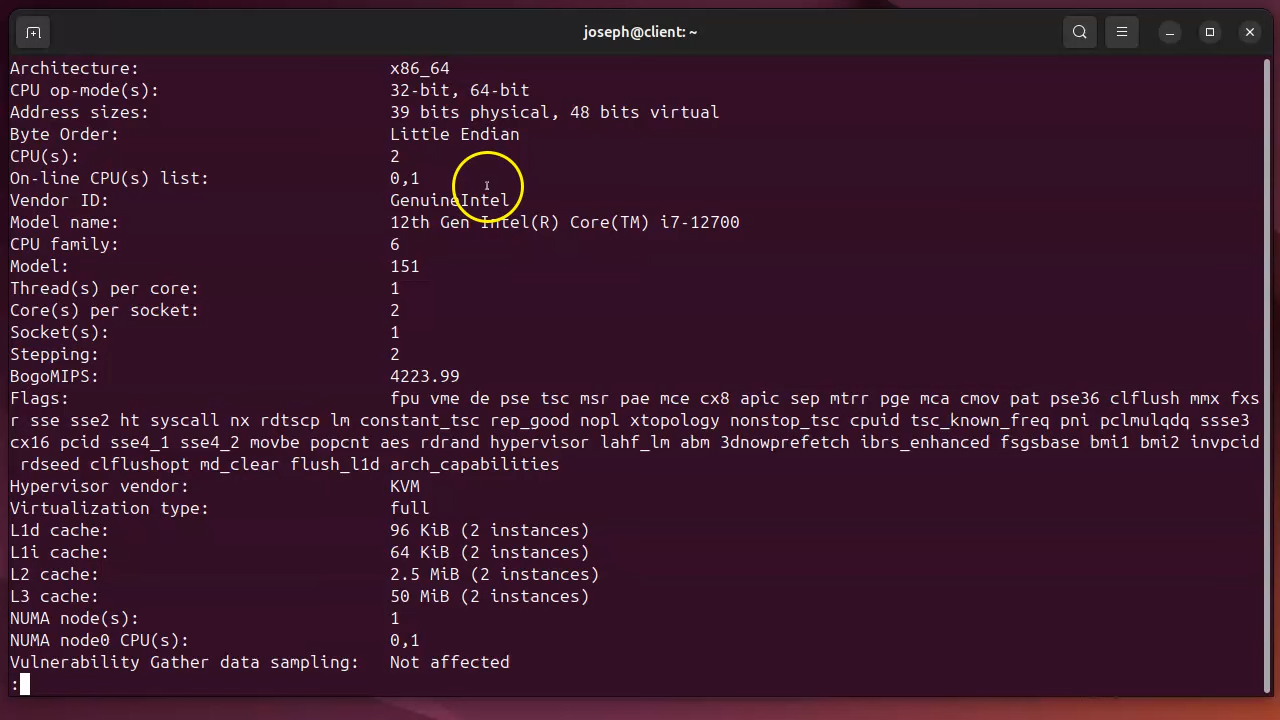 joseph@client: ~
Architecture: x86_64
CPU op-mode(s): 32-bit, 64-bit
Address sizes: 39 bits physical, 48 bits virtual
Byte Order: Little Endian
CPU(s): 2
On-line CPU(s) list: 0,1
Vendor ID: GenuineIntel
Model name: 12th Gen Intel(R) Core(TM) i7-12700
CPU family: 6
Model: 151
Thread(s) per core: 1
Core(s) per socket: 2
Socket(s): 1
Stepping: 2
BogoMIPS: 4223.99
Flags: fpu vme de pse tsc msr pae mce cx8 apic sep mtrr pge mca cmov pat pse36 clflush mmx fxs
r sse sse2 ht syscall nx rdtscp lm constant_tsc rep_good nopl xtopology nonstop_tsc cpuid tsc_known_freq pni pclmulqdq ssse3
cx16 pcid sse4_1 sse4_2 movbe popcnt aes rdrand hypervisor lahf_lm abm 3dnowprefetch ibrs_enhanced fsgsbase bmi1 bmi2 invpcid
rdseed clflushopt md_clear flush_l1d arch_capabilities
Hypervisor vendor: KVM
Virtualization type: full
L1d cache: 96 KiB (2 instances)
L1i cache: 64 KiB (2 instances)
L2 cache: 2.5 MiB (2 instances)
L3 cache: 50 MiB (2 instances)
NUMA node(s): 1
NUMA node0 CPU(s): 0,1
Vulnerability Gather data sampling: Not affected
: